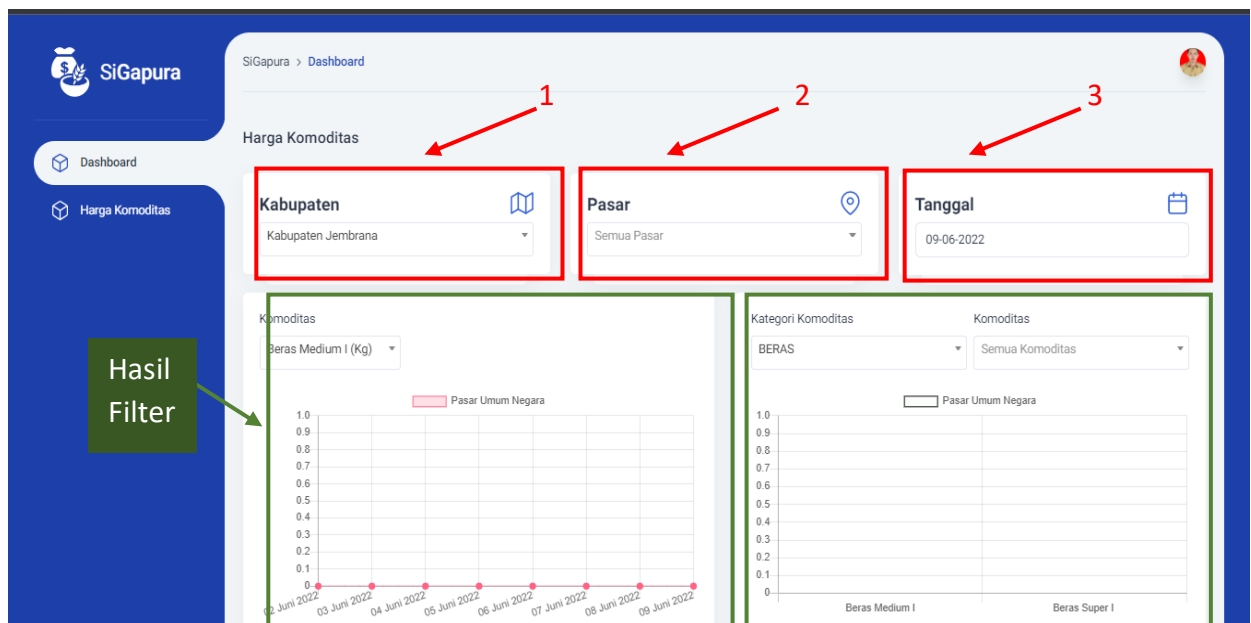 SiGapura
SiGapura > Dashboard
1
2
3
Harga Komoditas
Dashboard
Harga Komoditas
Kabupaten
Kabupaten Jembrana
Pasar
Semua Pasar
Tanggal
09-06-2022
Hasil
Filter
Komoditas
Beras Medium I (Kg)
Pasar Umum Negara
1.0
0.9
0.8
0.7
0.6
0.5
0.4
0.3
0.2
0.1
0
02 Juni 2022
03 Juni 2022
04 Juni 2022
05 Juni 2022
06 Juni 2022
07 Juni 2022
08 Juni 2022
09 Juni 2022
Kategori Komoditas
BERAS
Komoditas
Semua Komoditas
Pasar Umum Negara
1.0
0.9
0.8
0.7
0.6
0.5
0.4
0.3
0.2
0.1
0
Beras Medium I
Beras Super I